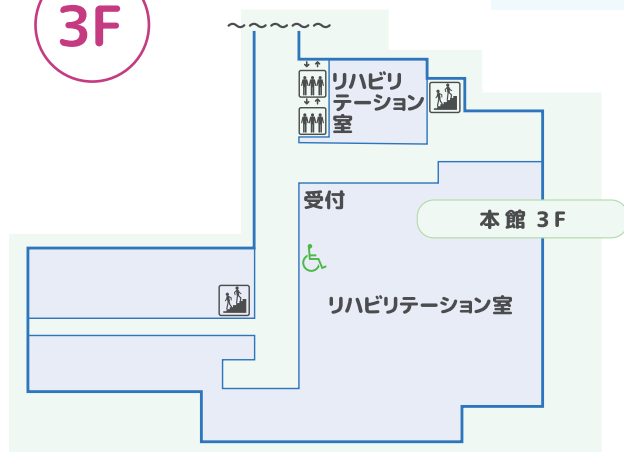 3F
リハビリ
テーション
室
受付
本館 3F
リハビリテーション室